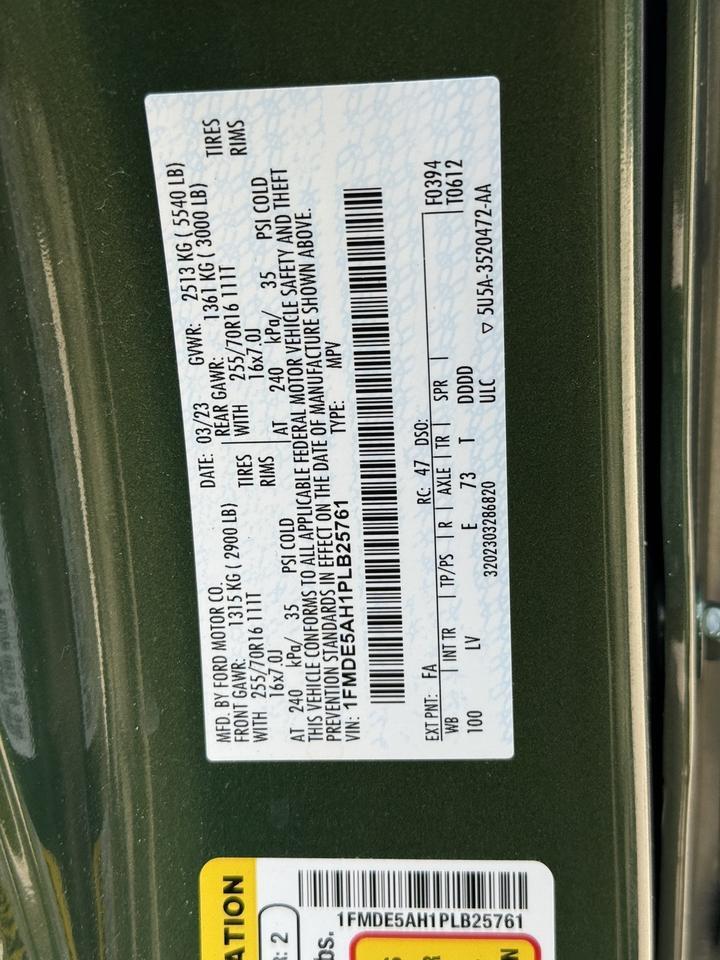 MFD. BY FORD MOTOR CO.
DATE: 03/23
GVWR: 2513 KG ( 5540 LB)
FRONT GAWR: 1315 KG ( 2900 LB)
REAR GAWR: 1361 KG ( 3000 LB)
WITH 255/70R16 111T TIRES
WITH 255/70R16 111T TIRES
16x7.0J RIMS
16x7.0J RIMS
AT 240 kPa/ 35 PSI COLD
AT 240 kPa/ 35 PSI COLD
THIS VEHICLE CONFORMS TO ALL APPLICABLE FEDERAL MOTOR VEHICLE SAFETY AND THEFT
PREVENTION STANDARDS IN EFFECT ON THE DATE OF MANUFACTURE SHOWN ABOVE.
VIN: 1FMDE5AH1PLB25761
TYPE: MPV
EXT PNT: FA RC: 47 DSO: F0394
WB INT TR TP/PS R AXLE TR SPR T0612
100 LV E 73 T DDDD
3202303286820 ULC
▽ 5U5A-3520472-AA
ATION
R: 2
bs.
1FMDE5AH1PLB25761